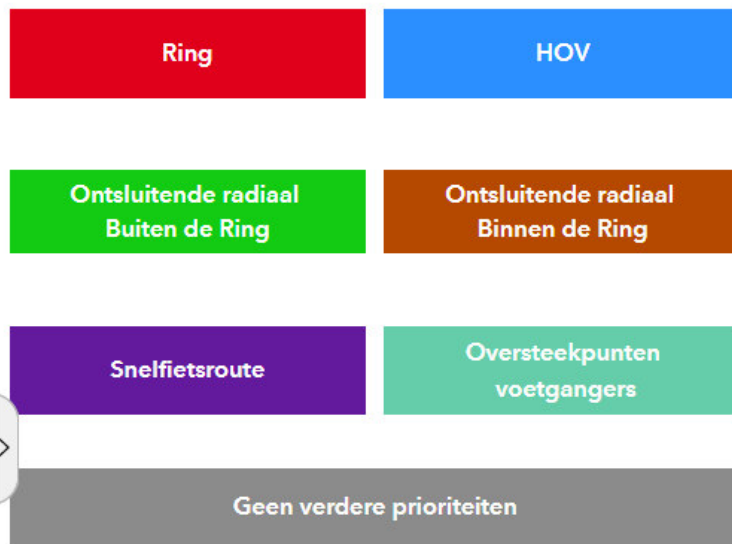 Ring
HOV
Ontsluitende radiaal
Buiten de Ring
Ontsluitende radiaal
Binnen de Ring
Snelfietsroute
Oversteekpunten
voetgangers
Geen verdere prioriteiten